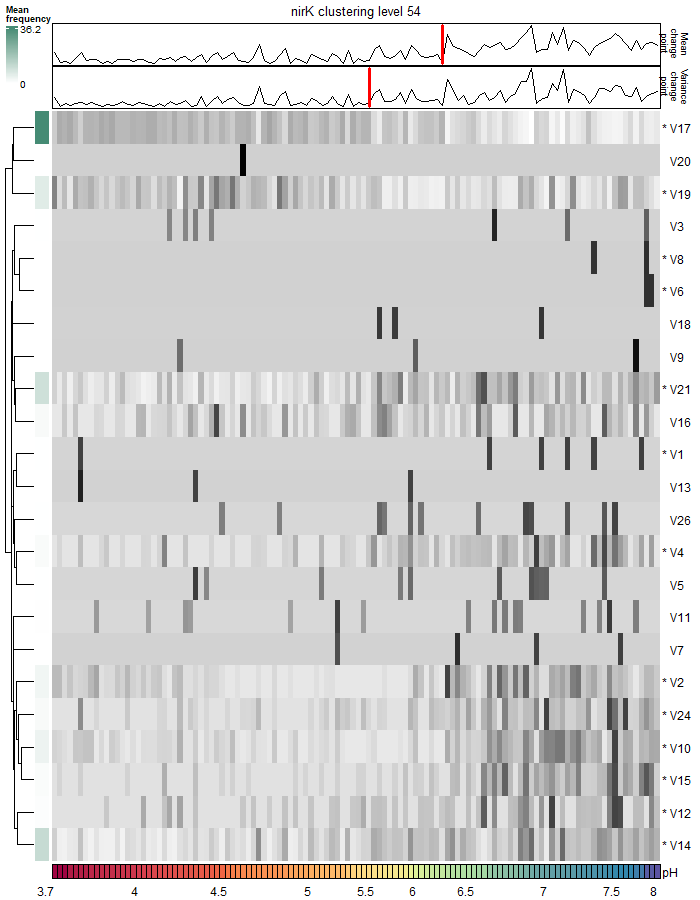 nirK clustering level 54
Mean
frequency
36.2
0
Mean
change
point
Variance
change
point
* V17
V20
* V19
V3
* V8
* V6
V18
V9
* V21
V16
* V1
V13
V26
* V4
V5
V11
V7
* V2
* V24
* V10
* V15
* V12
* V14
pH
3.7 4 4.5 5 5.5 6 6.5 7 7.5 8